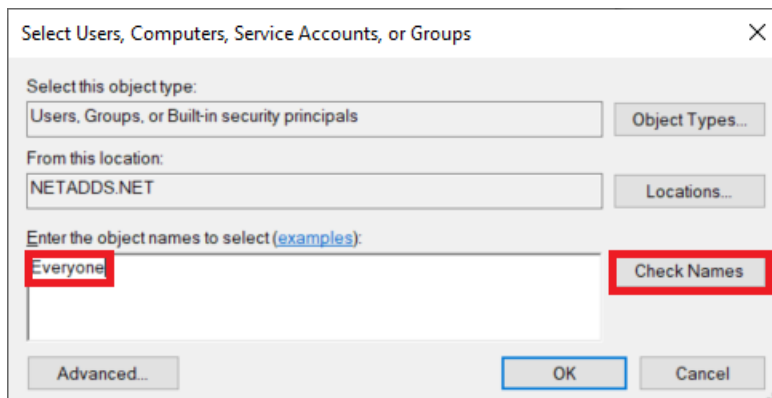 Select Users, Computers, Service Accounts, or Groups
Select this object type:
Users, Groups, or Built-in security principals
Object Types...
From this location:
NETADDS.NET
Locations...
Enter the object names to select (examples):
Everyone
Check Names
Advanced...
OK
Cancel